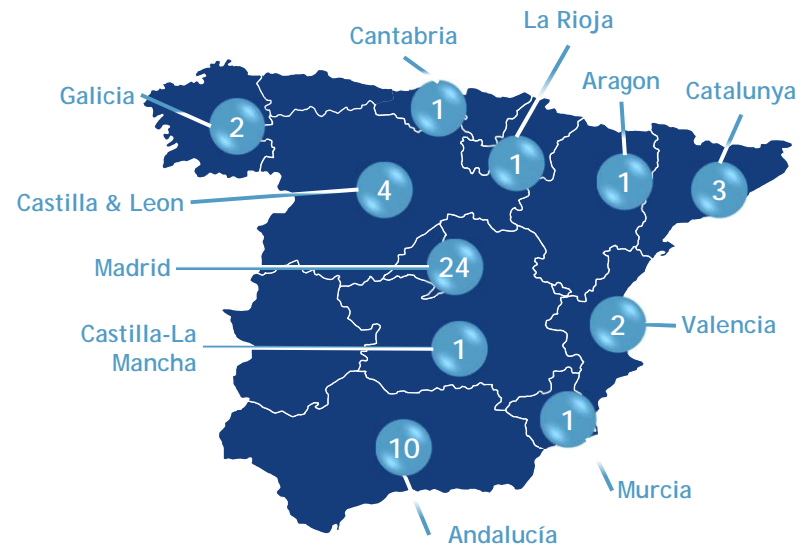 La Rioja
Cantabria
Aragon
Catalunya
Galicia
1
2
1
1
3
4
Castilla & Leon
Madrid
24
2
Valencia
Castilla-La
Mancha
1
1
10
Murcia
Andalucía